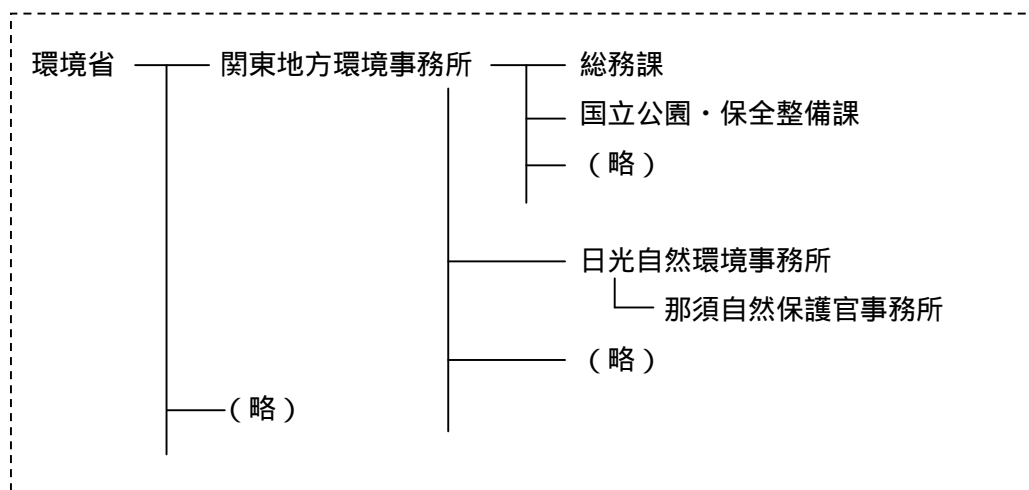 環境省 関東地方環境事務所 総務課
国立公園・保全整備課
（略）
日光自然環境事務所
那須自然保護官事務所
（略）
（略）